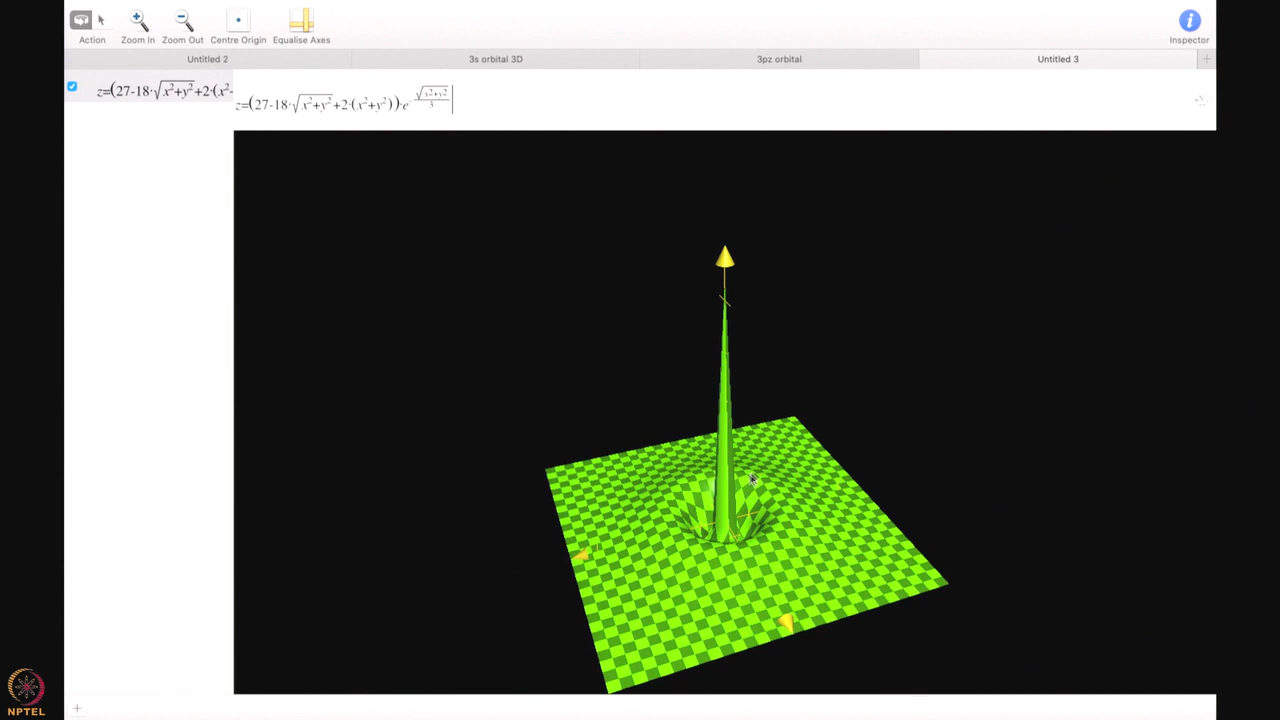 Action Zoom In Zoom Out Centre Origin Equalise Axes Inspector
Untitled 2 3s orbital 3D 3pz orbital Untitled 3 +
z=(27-18·√x²+y²+2·(x²-
z=(27-18·√x²+y²+2·(x²+y²))·e^-√x²+y²/3
+
NPTEL